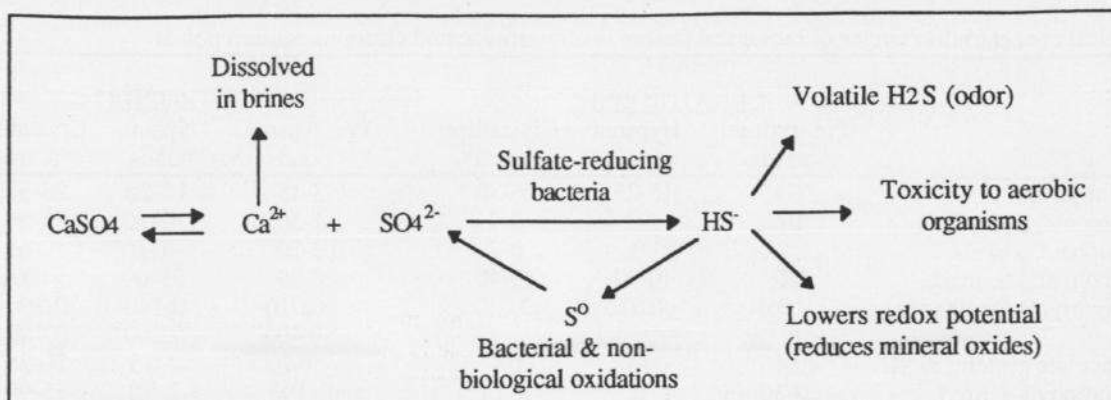 Dissolved
in brines
Volatile H2S (odor)
Sulfate-reducing
bacteria
Toxicity to aerobic
organisms
CaSO4 Ca2+ + SO42- HS-
S0
Bacterial & non-
biological oxidations
Lowers redox potential
(reduces mineral oxides)